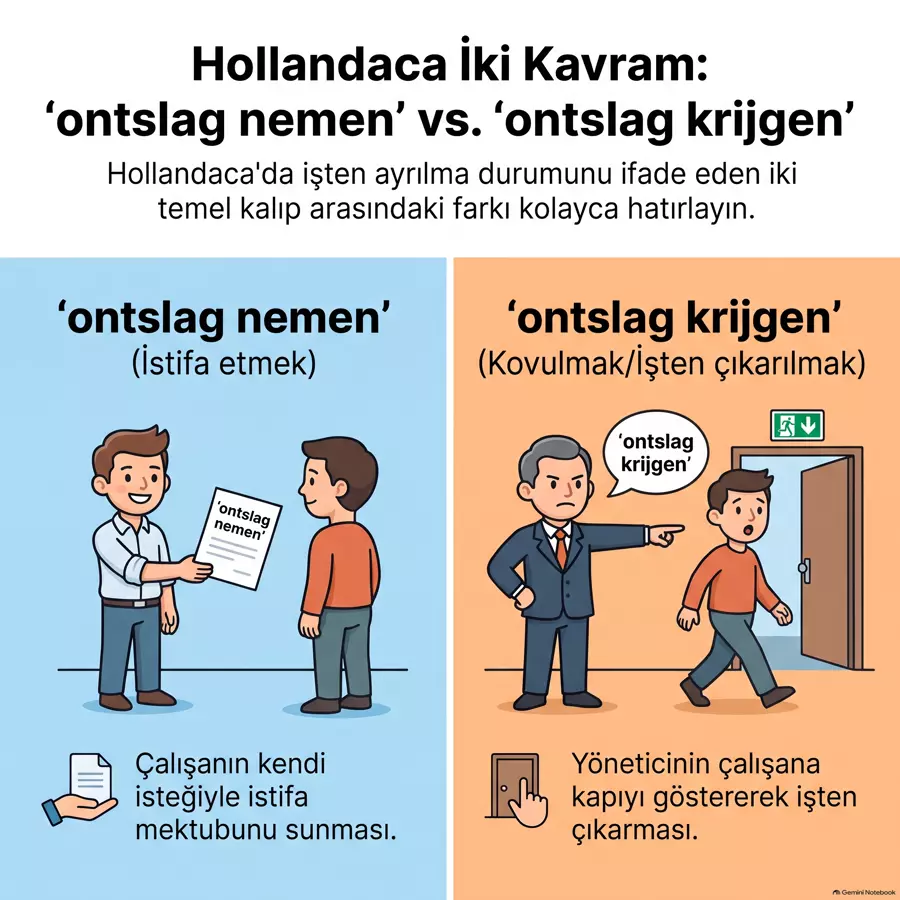 Hollandaca İki Kavram:
‘ontslag nemen’ vs. ‘ontslag krijgen’
Hollandaca'da işten ayrılma durumunu ifade eden iki
temel kalıp arasındaki farkı kolayca hatırlayın.
‘ontslag nemen’
(İstifa etmek)
‘ontslag
nemen’
Çalışanın kendi
isteğiyle istifa
mektubunu sunması.
‘ontslag krijgen’
(Kovulmak/İşten çıkarılmak)
‘ontslag
krijgen’
Yöneticinin çalışana
kapıyı göstererek işten
çıkarması.
Gemini Notebook